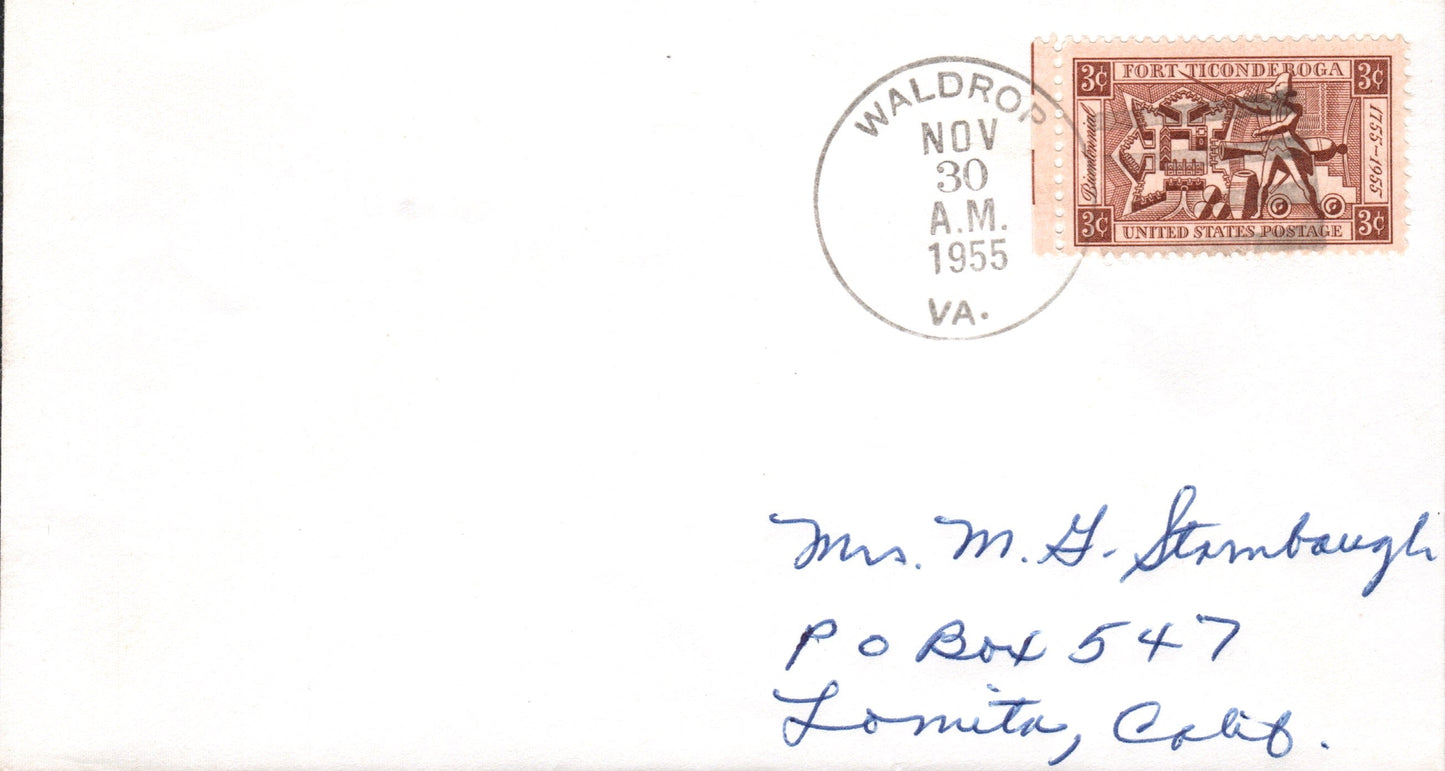 WALDROP
NOV
30
A.M.
1955
VA.
3¢ FORT TICONDEROGA 3¢
Bicentennial
1755-1955
3¢ UNITED STATES POSTAGE 3¢
Mrs. M. G. Stambaugh
P O Box 547
Lomita, Calif.